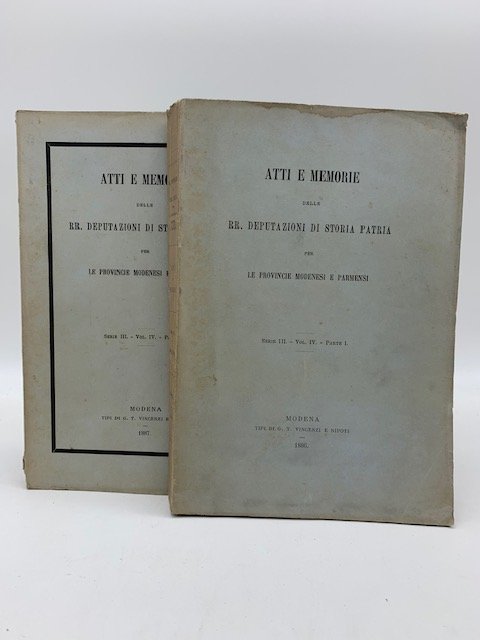 ATTI E MEMO
DELLE
RR. DEPUTAZIONI DI ST
PER
LE PROVINCIE MODENESI E
SERIE III. - VOL. IV. - P
MODENA
TIPI DI G. T. VINCENZI E
1887.
ATTI E MEMORIE
DELLE
RR. DEPUTAZIONI DI STORIA PATRIA
PER
LE PROVINCIE MODENESI E PARMENSI
SERIE III. - VOL. IV. - PARTE I.
MODENA
TIPI DI G. T. VINCENZI E NIPOTI
1886.